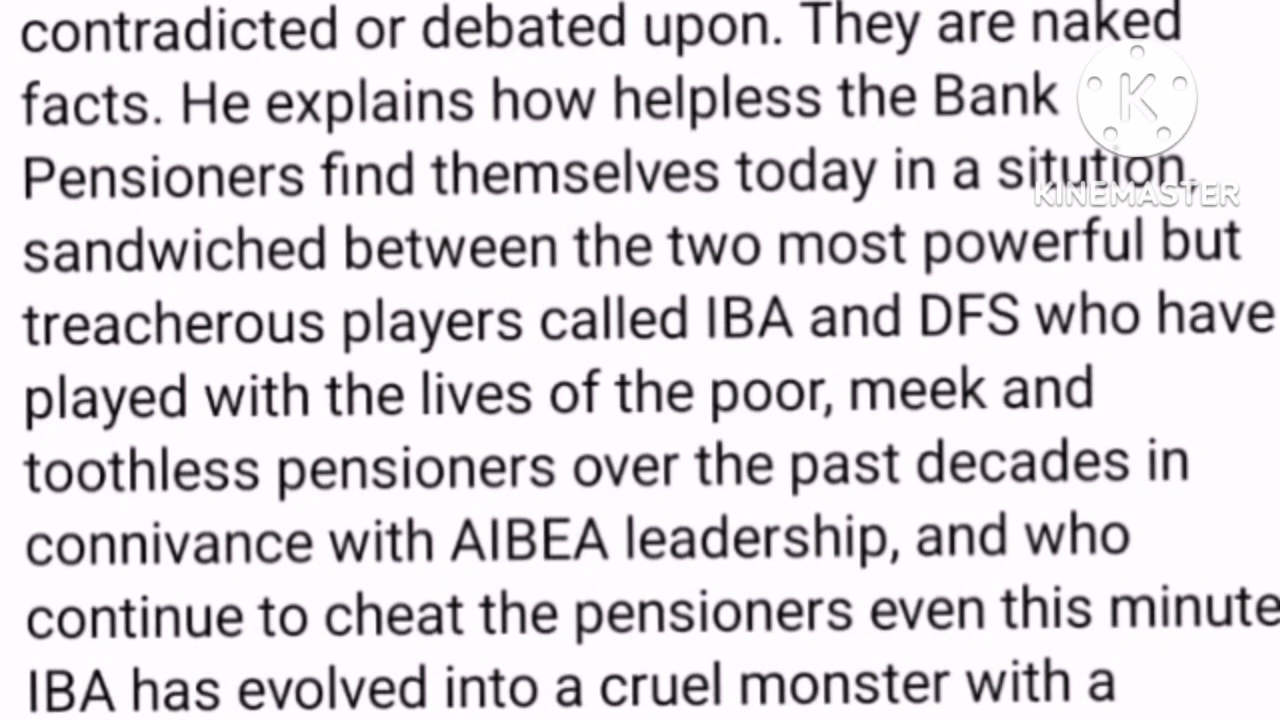 contradicted or debated upon. They are naked
facts. He explains how helpless the Bank
Pensioners find themselves today in a sitution,
sandwiched between the two most powerful but
treacherous players called IBA and DFS who have
played with the lives of the poor, meek and
toothless pensioners over the past decades in
connivance with AIBEA leadership, and who
continue to cheat the pensioners even this minute
IBA has evolved into a cruel monster with a
K
KINEMASTER